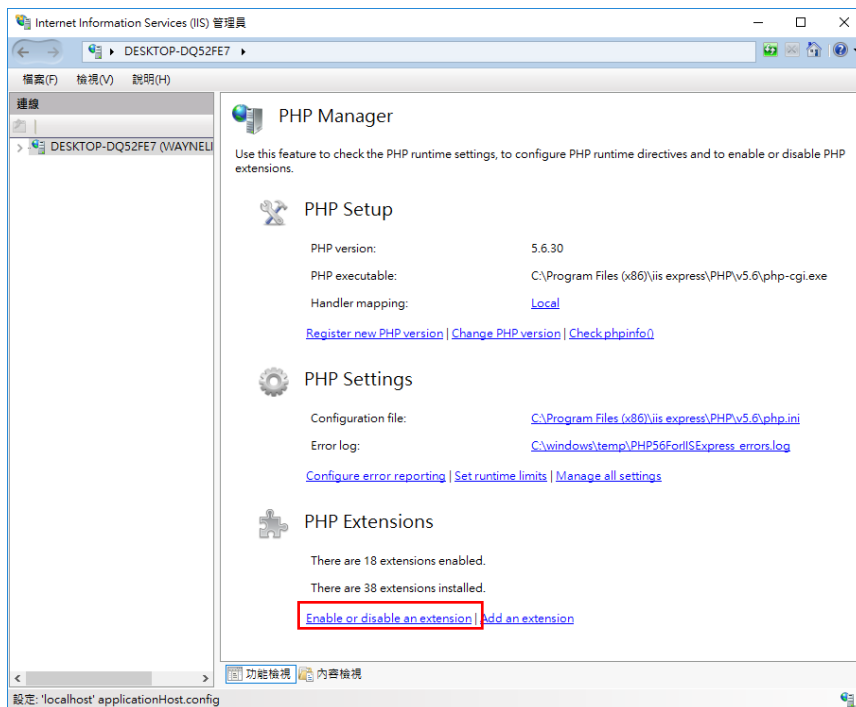 Internet Information Services (IIS) 管理員
DESKTOP-DQ52FE7
檔案(F) 檢視(V) 說明(H)
連線
DESKTOP-DQ52FE7 (WAYNELI
PHP Manager
Use this feature to check the PHP runtime settings, to configure PHP runtime directives and to enable or disable PHP
extensions.
PHP Setup
PHP version: 5.6.30
PHP executable: C:\Program Files (x86)\iis express\PHP\v5.6\php-cgi.exe
Handler mapping: Local
Register new PHP version | Change PHP version | Check phpinfo()
PHP Settings
Configuration file: C:\Program Files (x86)\iis express\PHP\v5.6\php.ini
Error log: C:\windows\temp\PHP56ForIISExpress_errors.log
Configure error reporting | Set runtime limits | Manage all settings
PHP Extensions
There are 18 extensions enabled.
There are 38 extensions installed.
Enable or disable an extension | Add an extension
功能檢視 內容檢視
設定: 'localhost' applicationHost.config